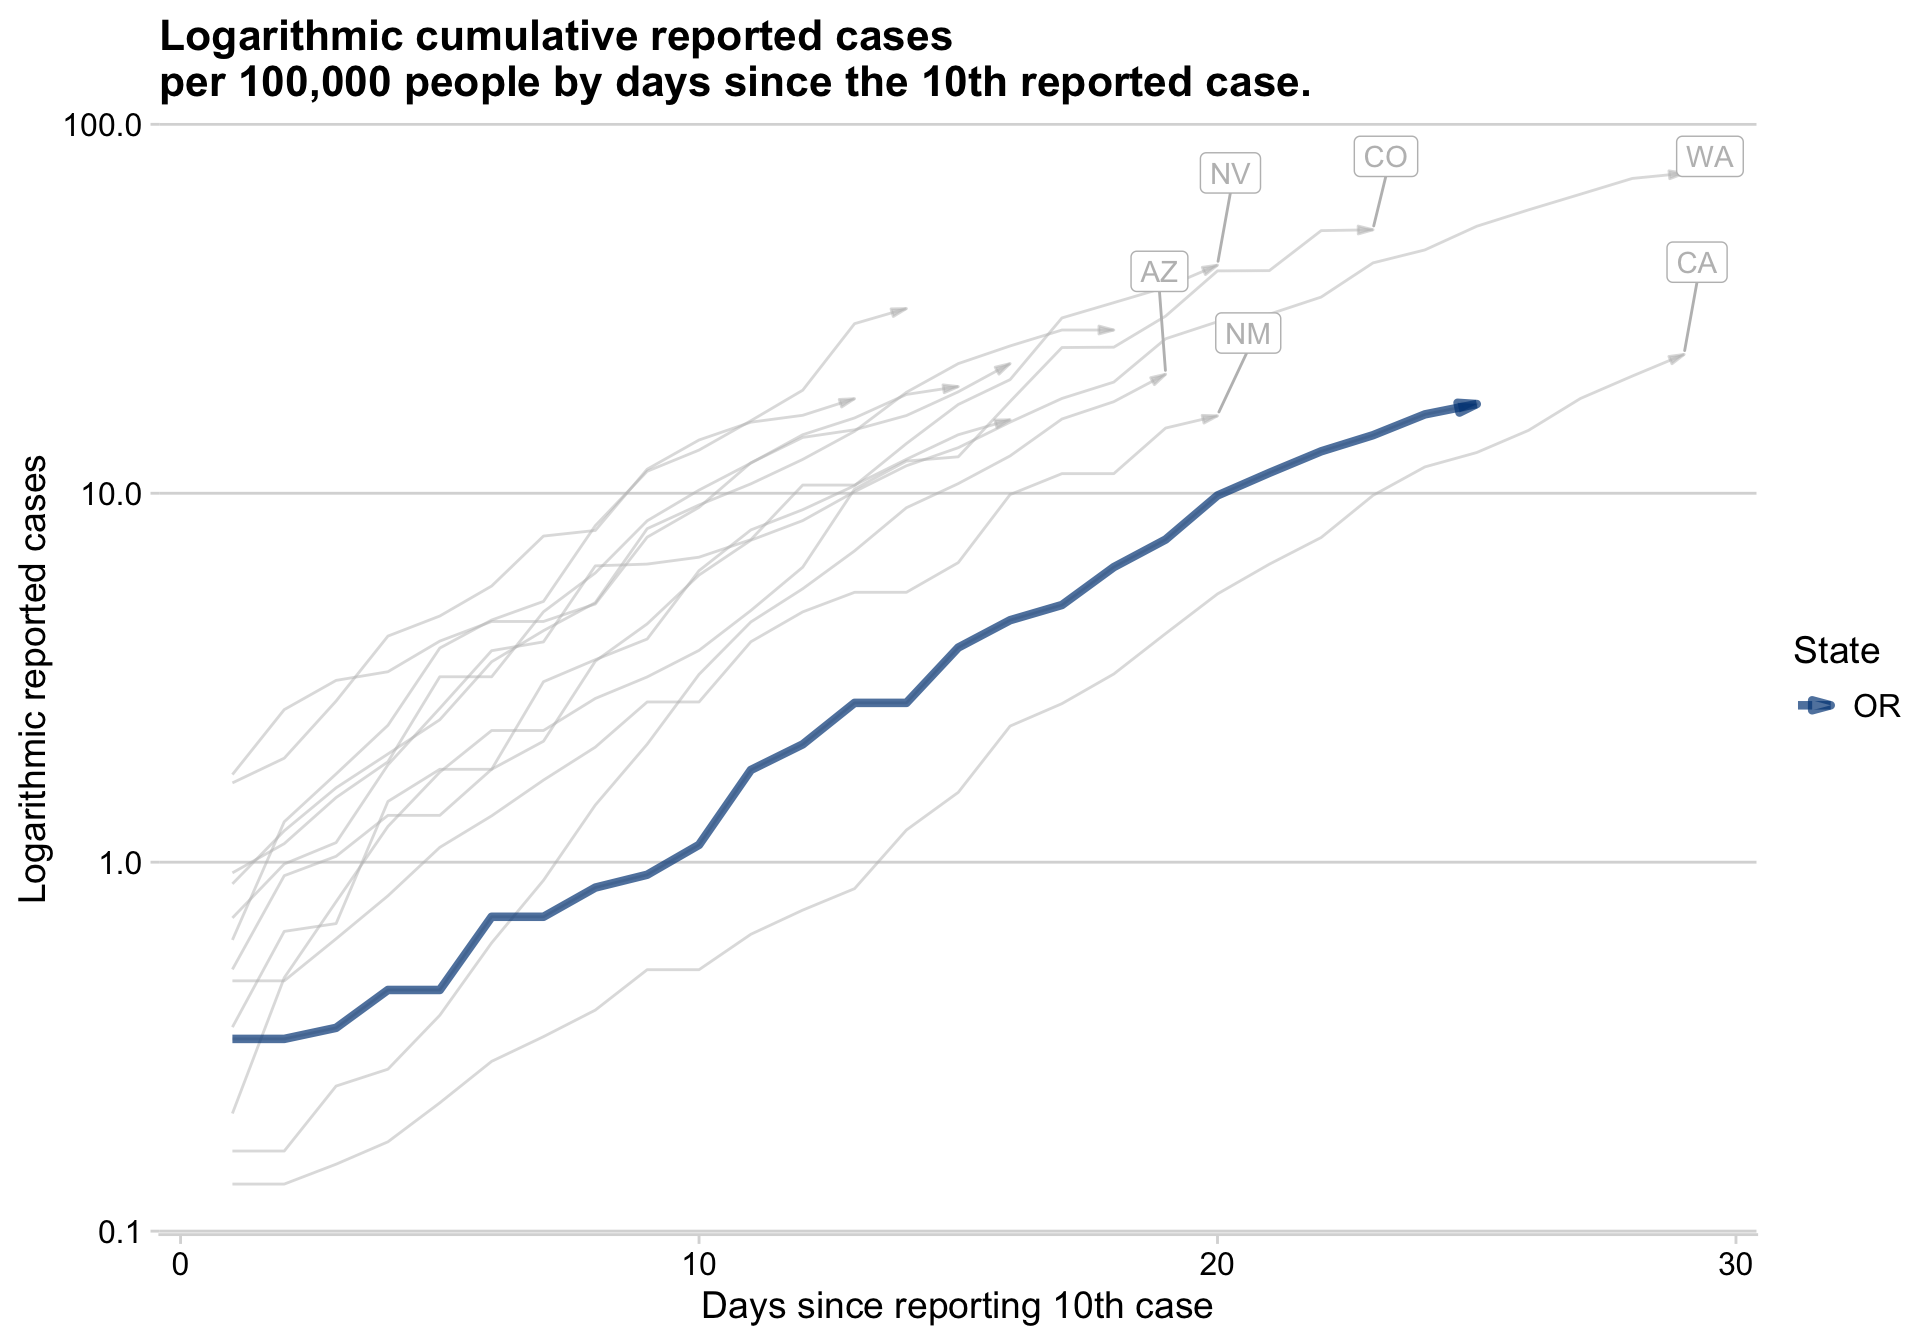 Logarithmic cumulative reported cases
per 100,000 people by days since the 10th reported case.
100.0
10.0
1.0
0.1
Logarithmic reported cases
NV
CO
WA
AZ
CA
NM
State
OR
0
10
20
30
Days since reporting 10th case